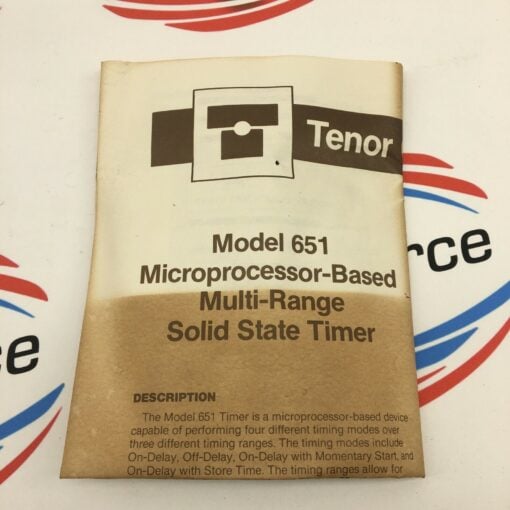 Tenor
Model 651
Microprocessor-Based
Multi-Range
Solid State Timer
DESCRIPTION
The Model 651 Timer is a microprocessor-based device
capable of performing four different timing modes over
three different timing ranges. The timing modes include
On-Delay, Off-Delay, On-Delay with Momentary Start, and
On-Delay with Store Time. The timing ranges allow for
rce
rce